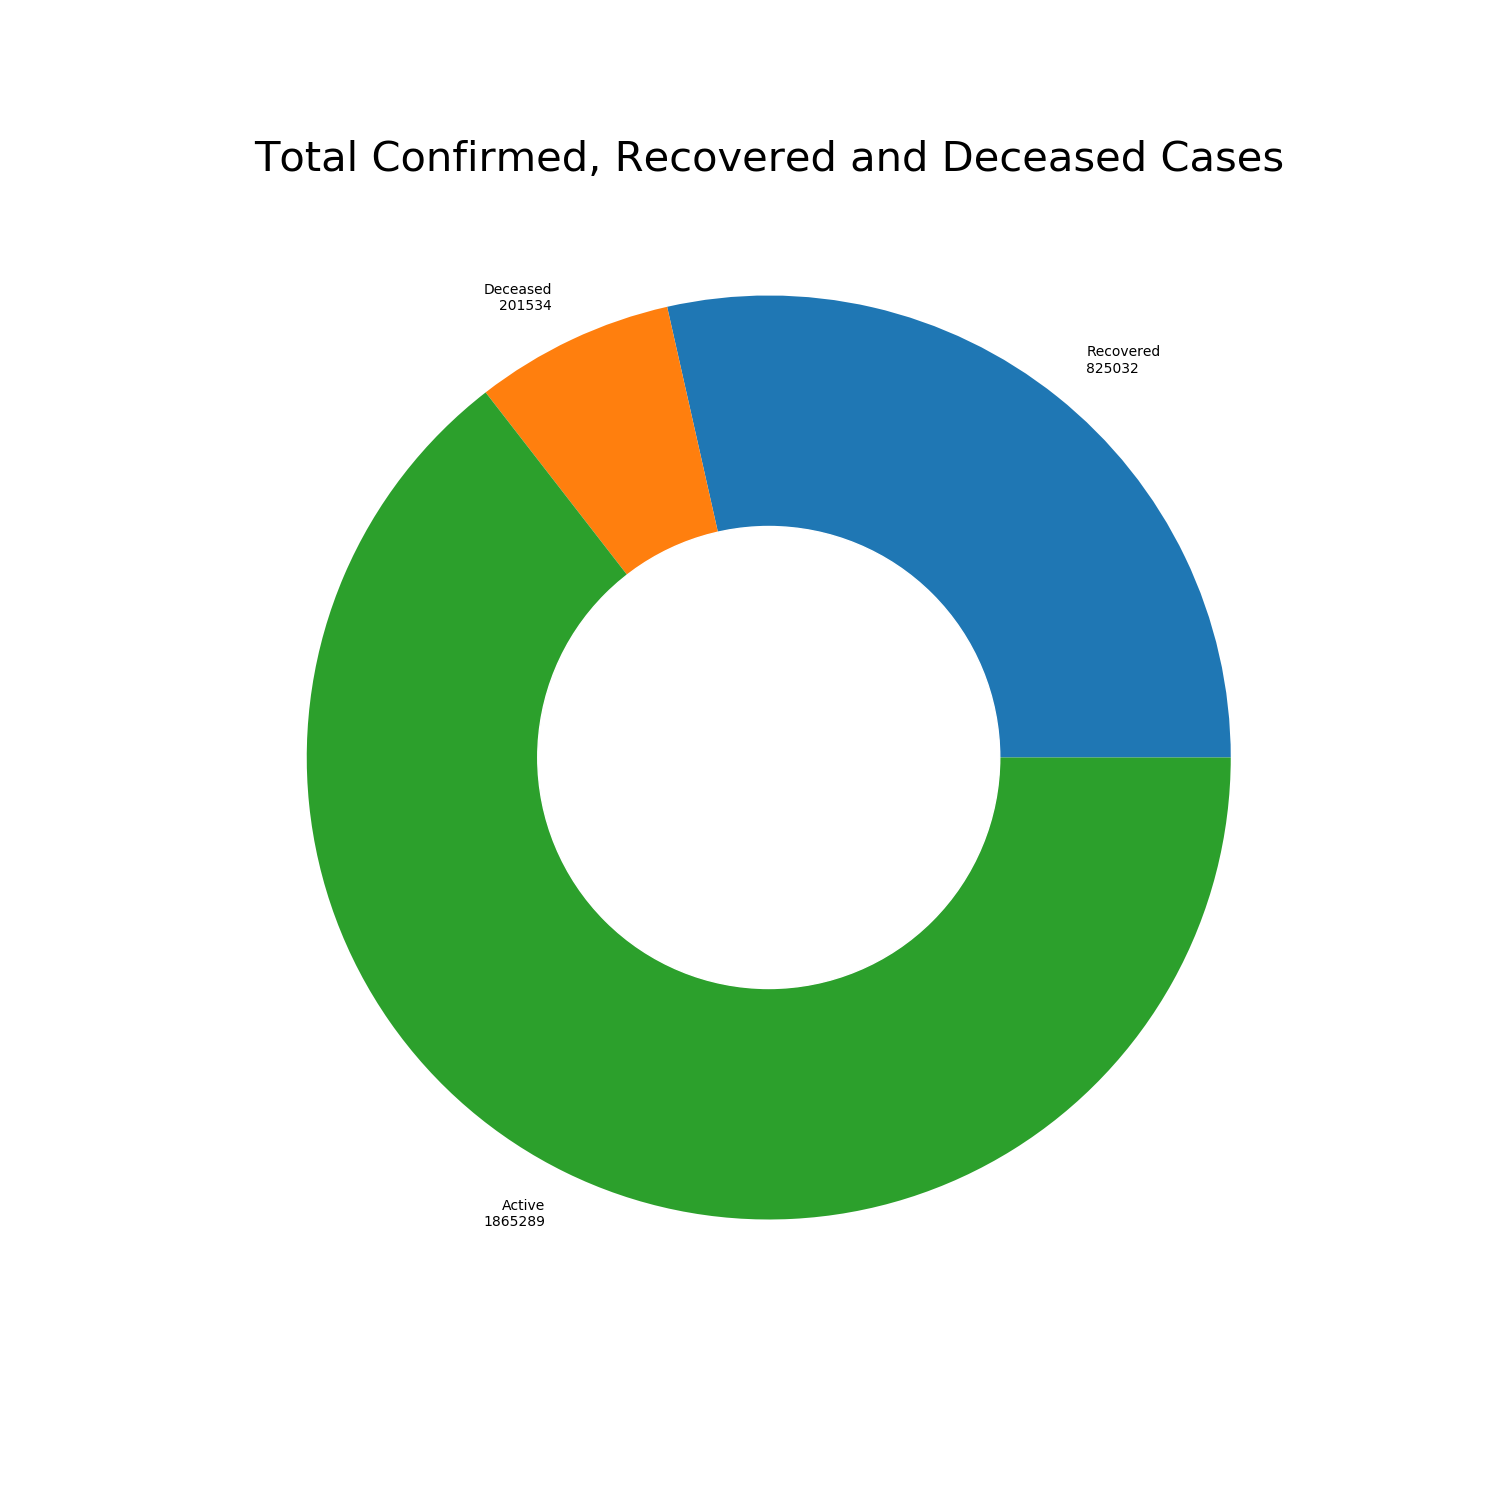 Total Confirmed, Recovered and Deceased Cases
Deceased
201534
Recovered
825032
Active
1865289